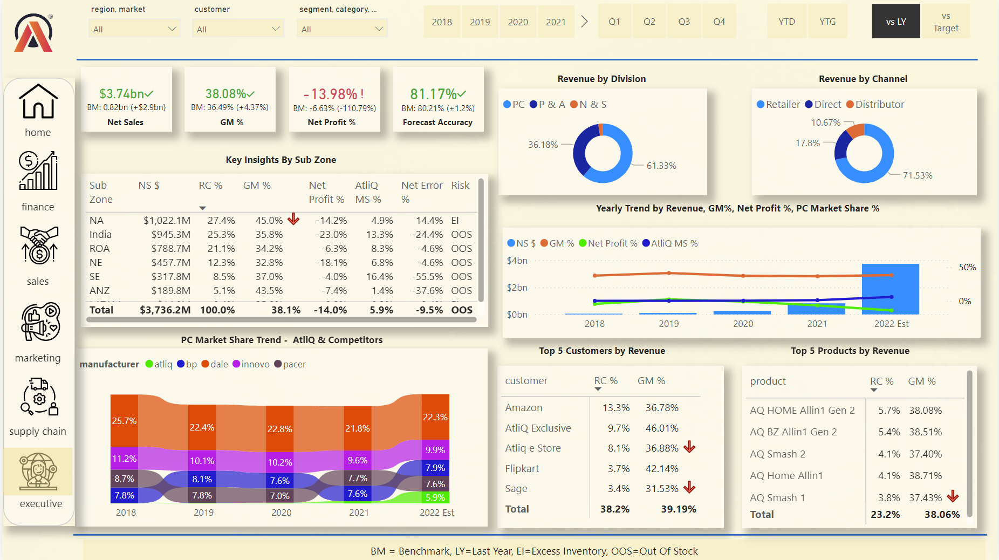 region, market
customer
segment, category, ...
All
All
All
2018
2019
2020
2021
Q1
Q2
Q3
Q4
YTD
YTG
vs LY
vs
Target
®
home
finance
sales
marketing
supply chain
executive
$3.74bn
BM: 0.82bn (+$2.9bn)
Net Sales
38.08%
BM: 36.49% (+4.37%)
GM %
-13.98% !
BM: -6.63% (-110.79%)
Net Profit %
81.17%
BM: 80.21% (+1.2%)
Forecast Accuracy
Key Insights By Sub Zone
Sub Zone NS $ RC % GM % Net Profit % AtliQ MS % Net Error % Risk
NA $1,022.1M 27.4% 45.0% -14.2% 4.9% 14.4% EI
India $945.3M 25.3% 35.8% -23.0% 13.3% -24.4% OOS
ROA $788.7M 21.1% 34.2% -6.3% 8.3% -4.6% OOS
NE $457.7M 12.3% 32.8% -18.1% 6.8% -4.6% OOS
SE $317.8M 8.5% 37.0% -4.0% 16.4% -55.5% OOS
ANZ $189.8M 5.1% 43.5% -7.4% 1.4% -37.6% OOS
Total $3,736.2M 100.0% 38.1% -14.0% 5.9% -9.5% OOS
PC Market Share Trend - AtliQ & Competitors
manufacturer atliq bp dale innovo pacer
25.7%
11.2%
8.7%
7.8%
22.4%
10.1%
8.1%
7.8%
22.8%
10.2%
7.6%
7.0%
21.8%
9.6%
7.7%
7.6%
22.3%
9.9%
7.9%
7.6%
5.9%
2018 2019 2020 2021 2022 Est
Revenue by Division
PC P & A N & S
36.18%
61.33%
Revenue by Channel
Retailer Direct Distributor
10.67%
17.8%
71.53%
Yearly Trend by Revenue, GM%, Net Profit %, PC Market Share %
NS $ GM % Net Profit % AtliQ MS %
$4bn
$2bn
$0bn
50%
0%
2018 2019 2020 2021 2022 Est
Top 5 Customers by Revenue
customer RC % GM %
Amazon 13.3% 36.78%
AtliQ Exclusive 9.7% 46.01%
Atliq e Store 8.1% 36.88%
Flipkart 3.7% 42.14%
Sage 3.4% 31.53%
Total 38.2% 39.19%
Top 5 Products by Revenue
product RC % GM %
AQ HOME Allin1 Gen 2 5.7% 38.08%
AQ BZ Allin1 Gen 2 5.4% 38.51%
AQ Smash 2 4.1% 37.40%
AQ Home Allin1 4.1% 38.71%
AQ Smash 1 3.8% 37.43%
Total 23.2% 38.06%
BM = Benchmark, LY=Last Year, EI=Excess Inventory, OOS=Out Of Stock